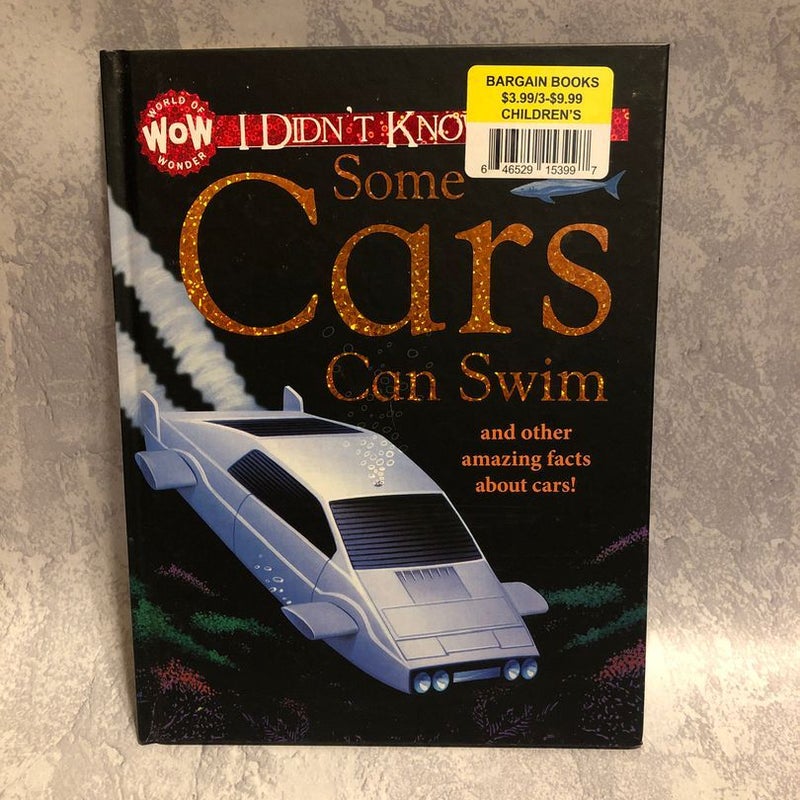 WORLD OF
WOW
WONDER
I DIDN'T KNO
BARGAIN BOOKS
$3.99/3-$9.99
CHILDREN'S
6 46529 15399 7
Some
Cars
Can Swim
and other
amazing facts
about cars!